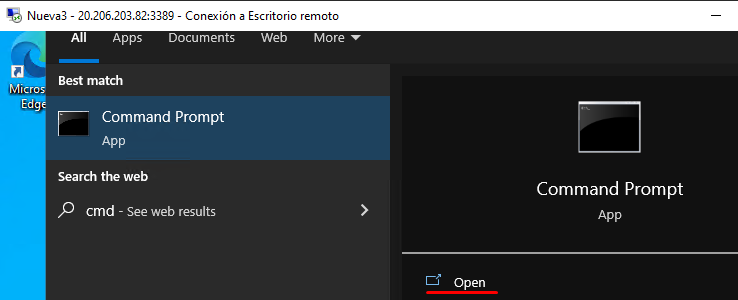 Nueva3 - 20.206.203.82:3389 - Conexión a Escritorio remoto
All Apps Documents Web More
Best match
Command Prompt
App
Search the web
cmd - See web results
Micros
Edge
Command Prompt
App
Open